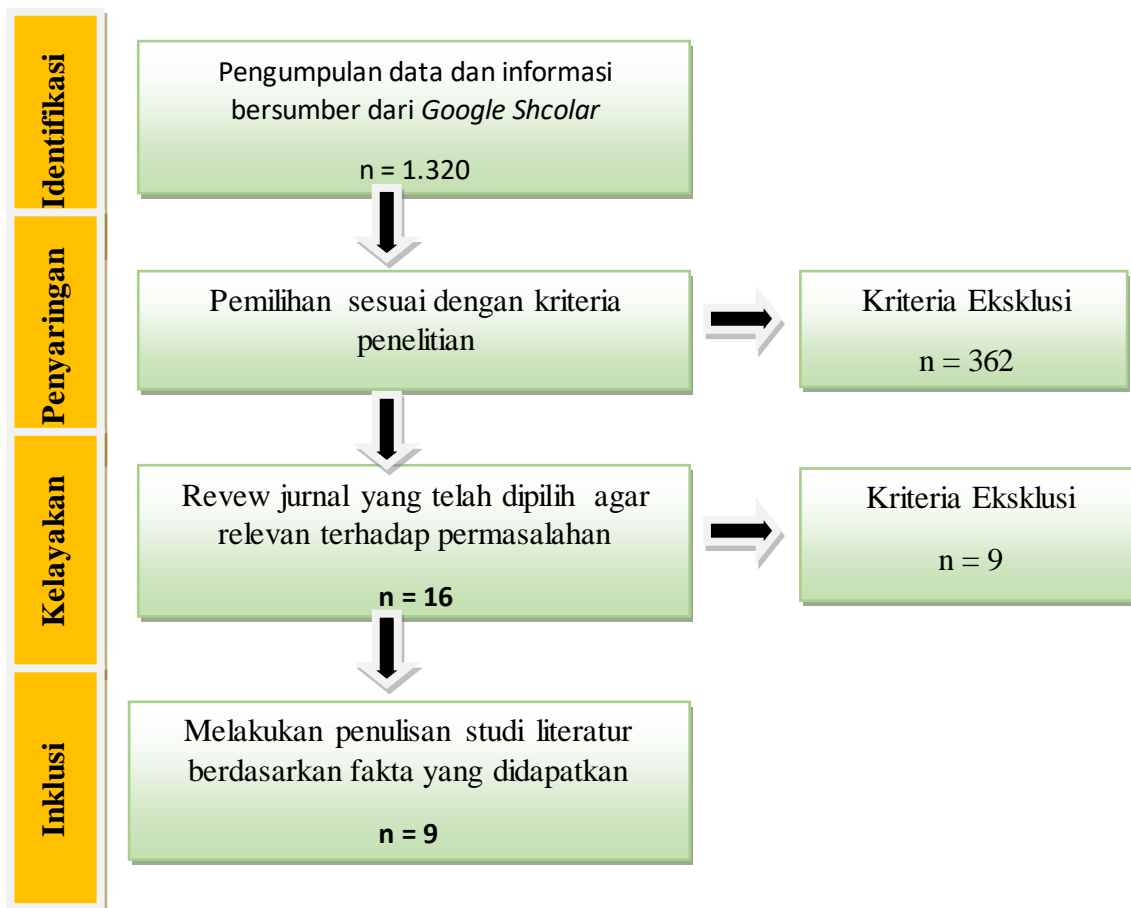 Identifikasi
Pengumpulan data dan informasi
bersumber dari Google Shcolar
n = 1.320
Penyaringan
Pemilihan sesuai dengan kriteria
penelitian
Kriteria Eksklusi
n = 362
Kelayakan
Revew jurnal yang telah dipilih agar
relevan terhadap permasalahan
n = 16
Kriteria Eksklusi
n = 9
Inklusi
Melakukan penulisan studi literatur
berdasarkan fakta yang didapatkan
n = 9